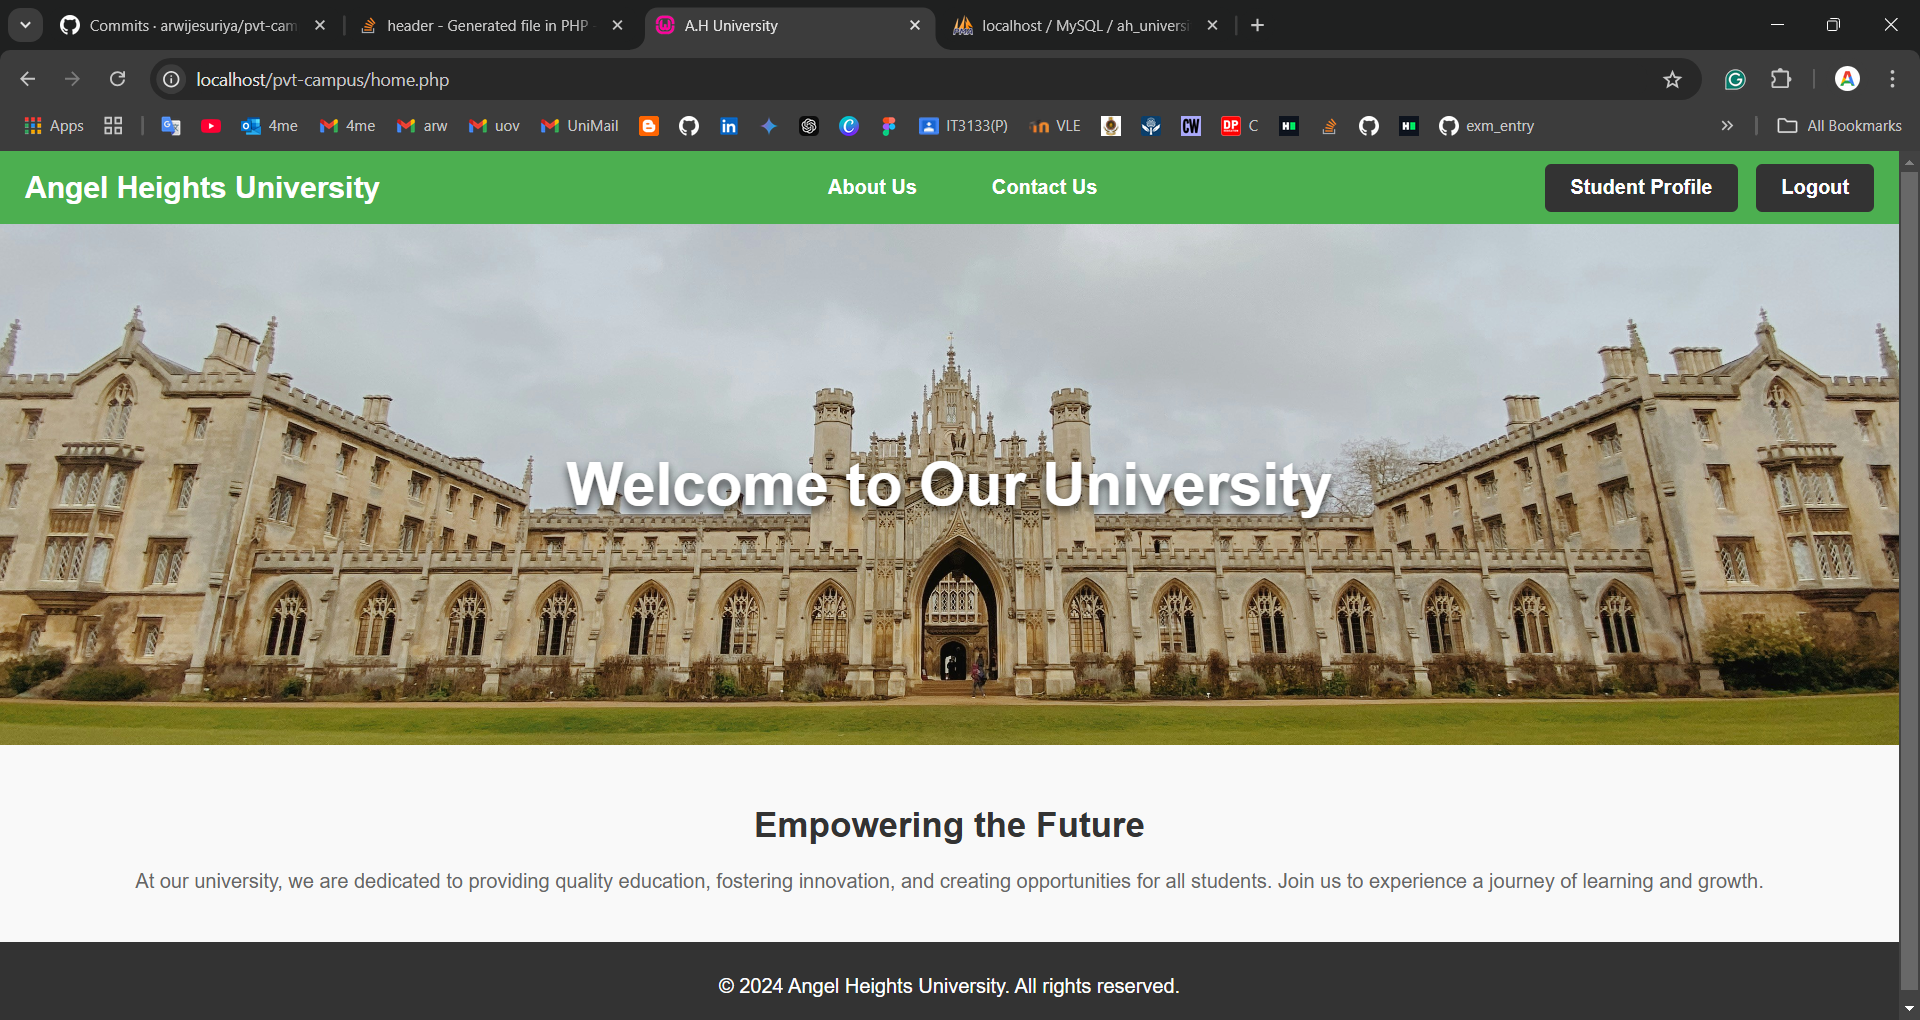 Commits · arwijesuriya/pvt-cam
header - Generated file in PHP -
A.H University
localhost / MySQL / ah_universi
localhost/pvt-campus/home.php
Apps
4me
4me
arw
uov
UniMail
IT3133(P)
VLE
CW
DP
C
exm_entry
All Bookmarks
Angel Heights University
About Us
Contact Us
Student Profile
Logout
Welcome to Our University
Empowering the Future
At our university, we are dedicated to providing quality education, fostering innovation, and creating opportunities for all students. Join us to experience a journey of learning and growth.
© 2024 Angel Heights University. All rights reserved.